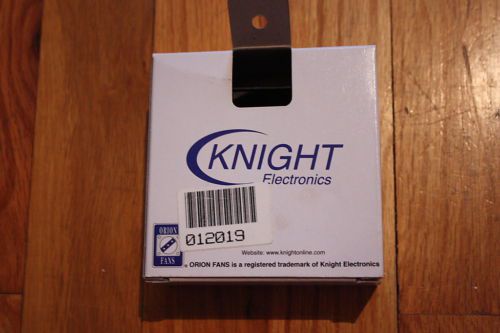 KNIGHT
Electronics
012019
ORION
FANS
Website: www.knightonline.com
ORION FANS is a registered trademark of Knight Electronics